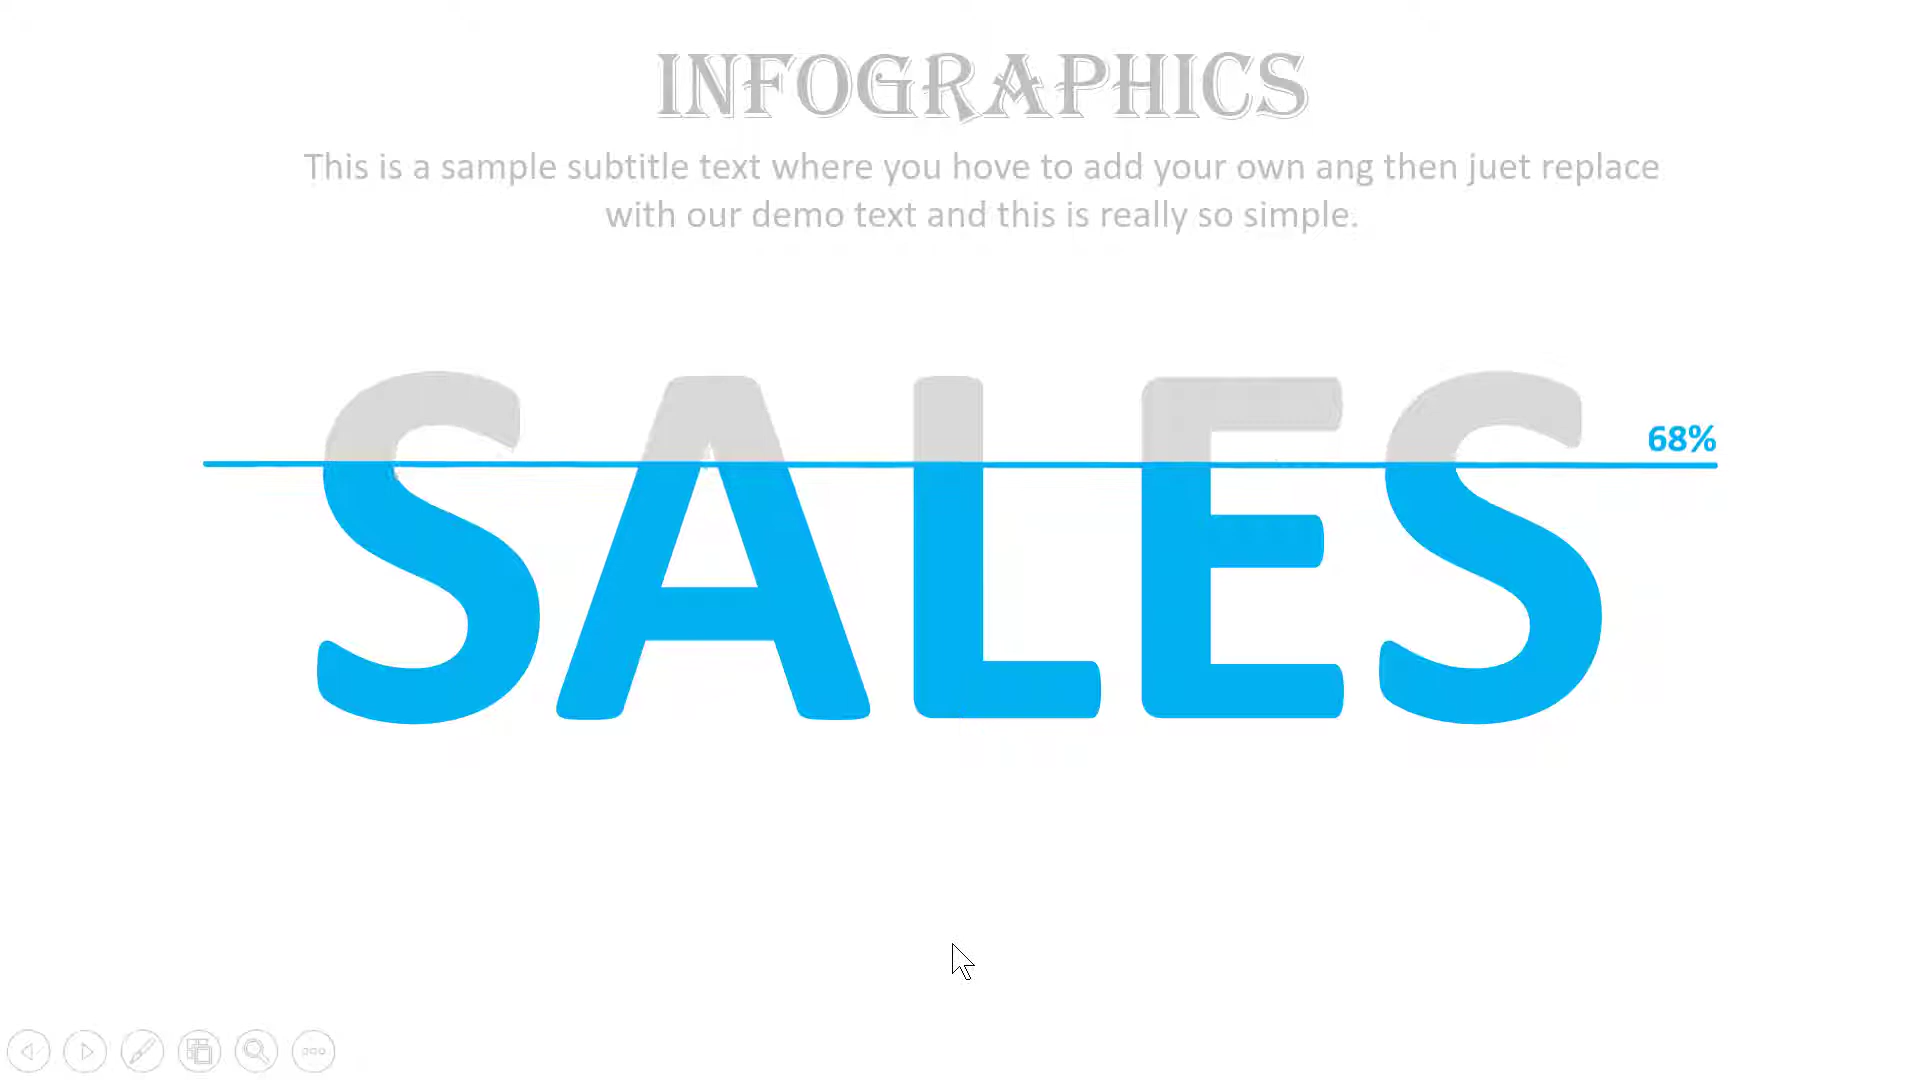 INFOGRAPHICS
This is a sample subtitle text where you hove to add your own ang then juet replace
with our demo text and this is really so simple.
68%
SALES